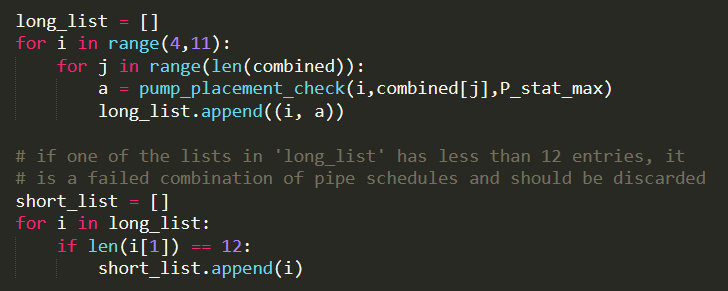 long_list = []
for i in range(4,11):
    for j in range(len(combined)):
        a = pump_placement_check(i,combined[j],P_stat_max)
        long_list.append((i, a))

# if one of the lists in 'long_list' has less than 12 entries, it
# is a failed combination of pipe schedules and should be discarded
short_list = []
for i in long_list:
    if len(i[1]) == 12:
        short_list.append(i)